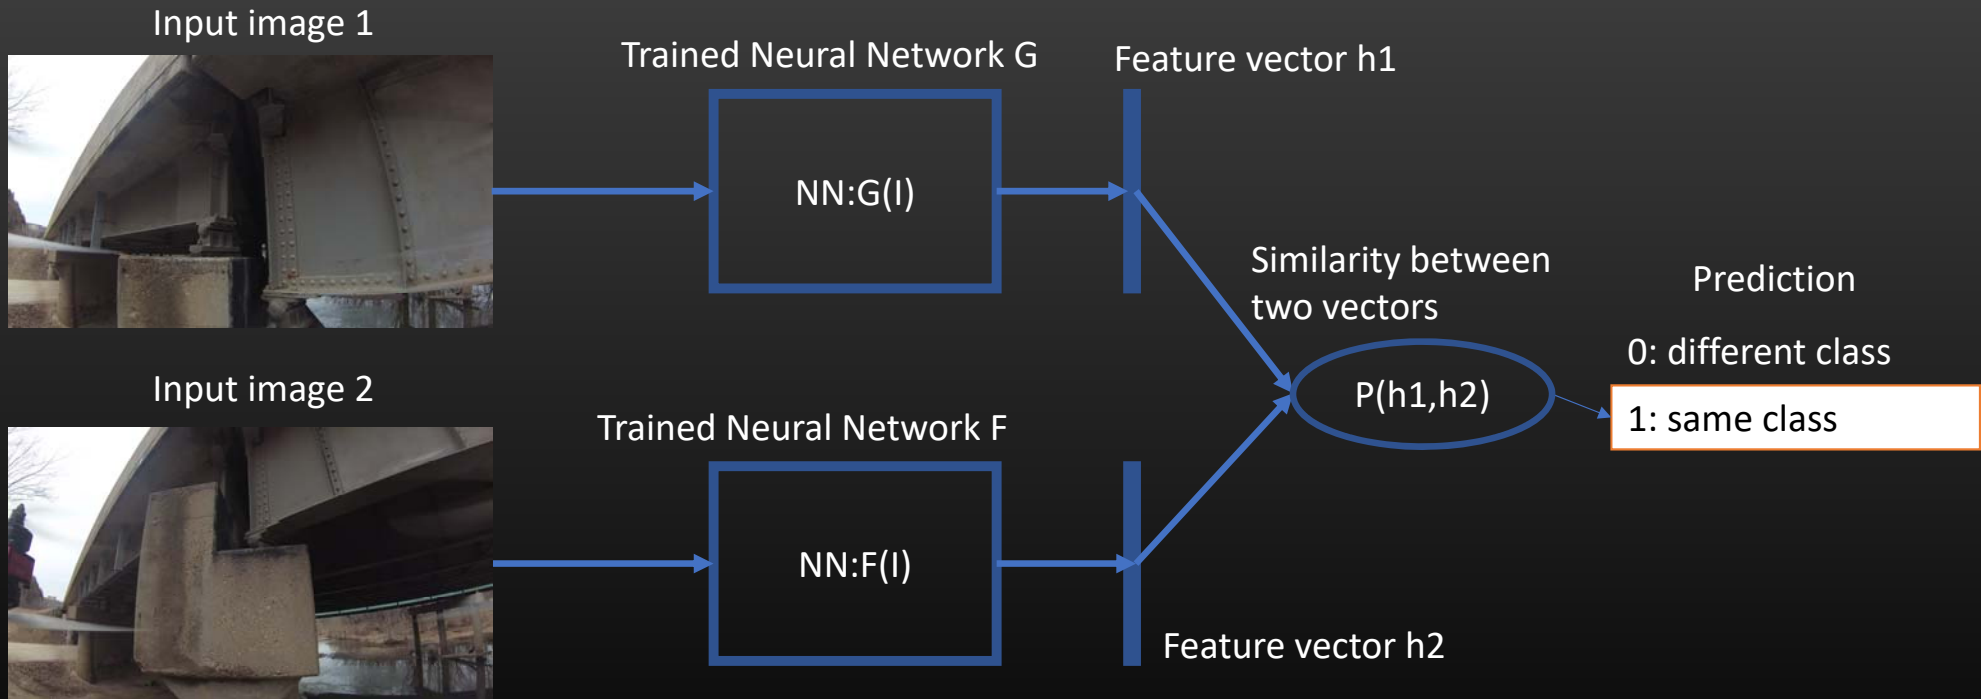 Input image 1
Trained Neural Network G
Feature vector h1
NN:G(I)
Similarity between
two vectors
Prediction
0: different class
P(h1,h2)
1: same class
Input image 2
Trained Neural Network F
NN:F(I)
Feature vector h2